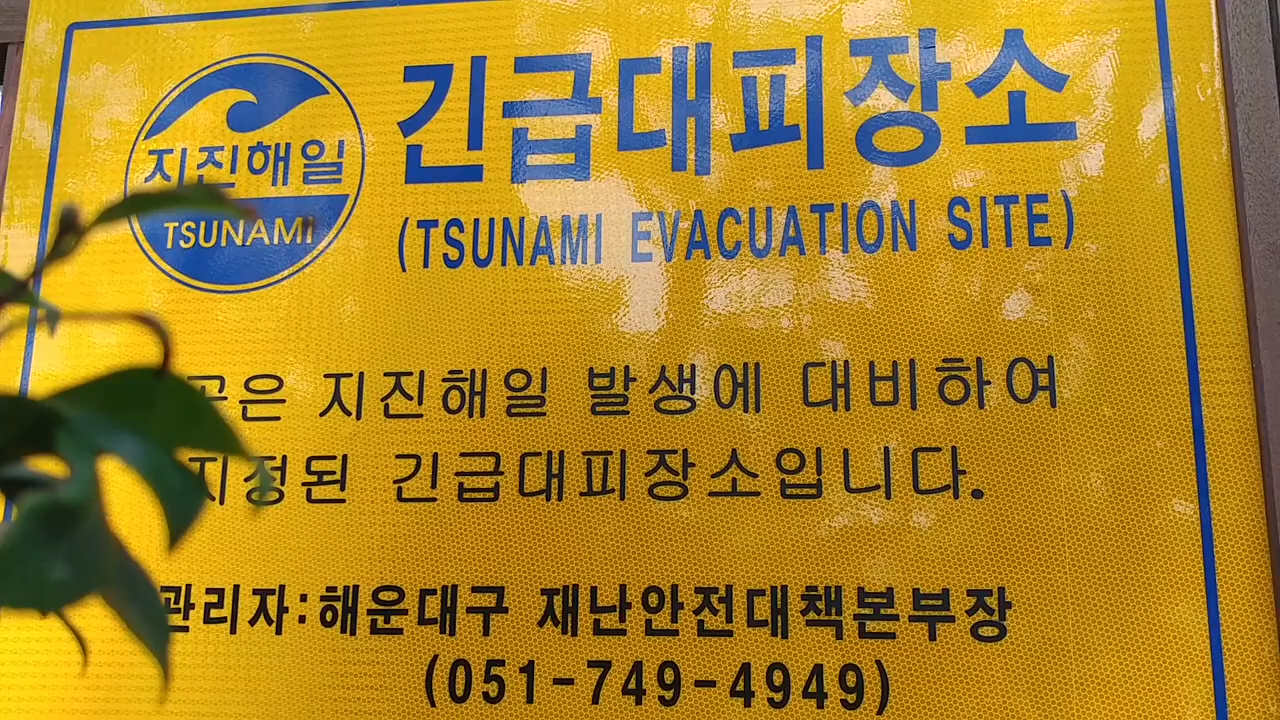 지진해일
TSUNAMI
긴급대피장소
(TSUNAMI EVACUATION SITE)
지진해일 발생에 대비하여
지정된 긴급대피장소입니다.
관리자:해운대구 재난안전대책본부장
(051-749-4949)